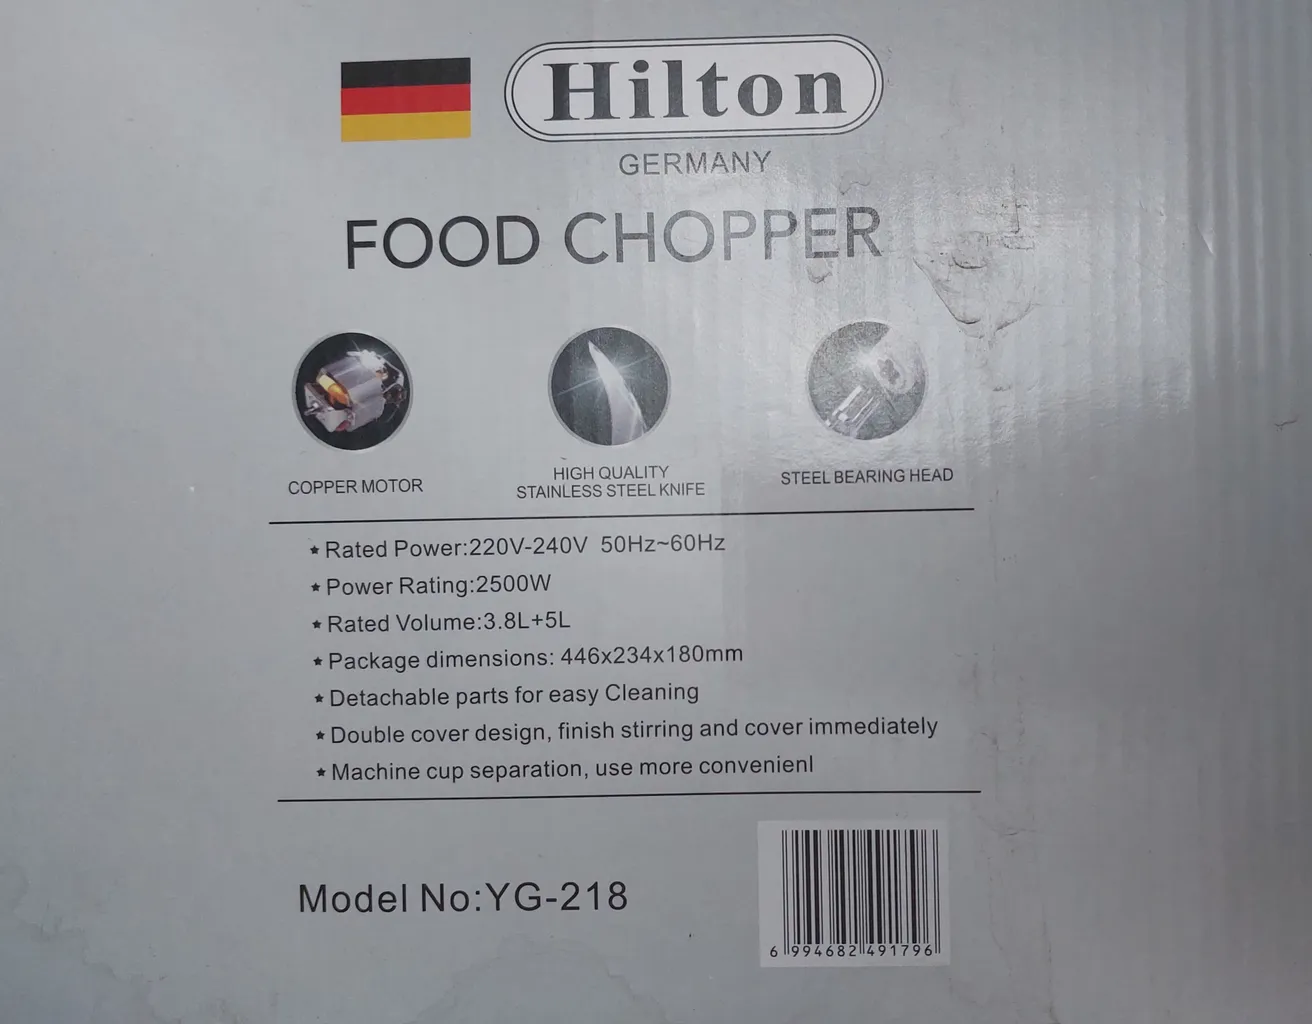 Hilton
GERMANY
FOOD CHOPPER
COPPER MOTOR
HIGH QUALITY
STAINLESS STEEL KNIFE
STEEL BEARING HEAD
★ Rated Power:220V-240V 50Hz~60Hz
★ Power Rating:2500W
★ Rated Volume:3.8L+5L
★ Package dimensions: 446x234x180mm
★ Detachable parts for easy Cleaning
★ Double cover design, finish stirring and cover immediately
★ Machine cup separation, use more convenienl
Model No:YG-218
6 994682 491796